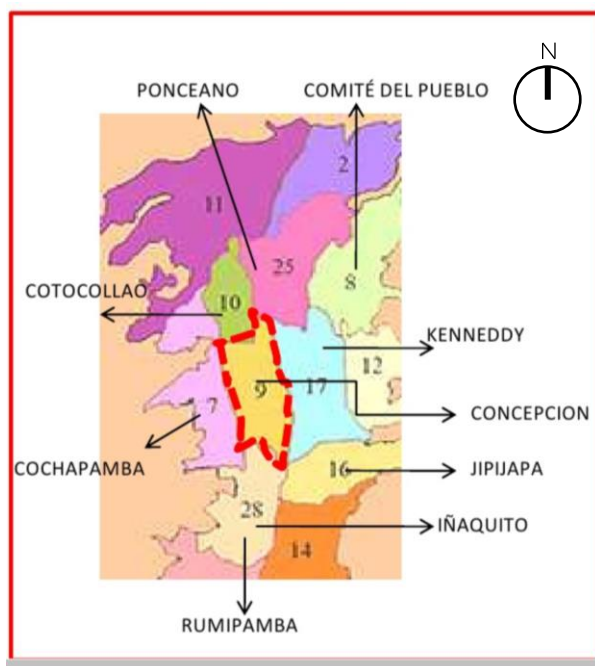 N
PONCEANO
COMITÉ DEL PUEBLO
2
11
25
8
COTOCOLLAO
10
KENNEDDY
12
9
17
7
CONCEPCION
COCHAPAMBA
16
JIPIJAPA
28
IÑAQUITO
14
RUMIPAMBA